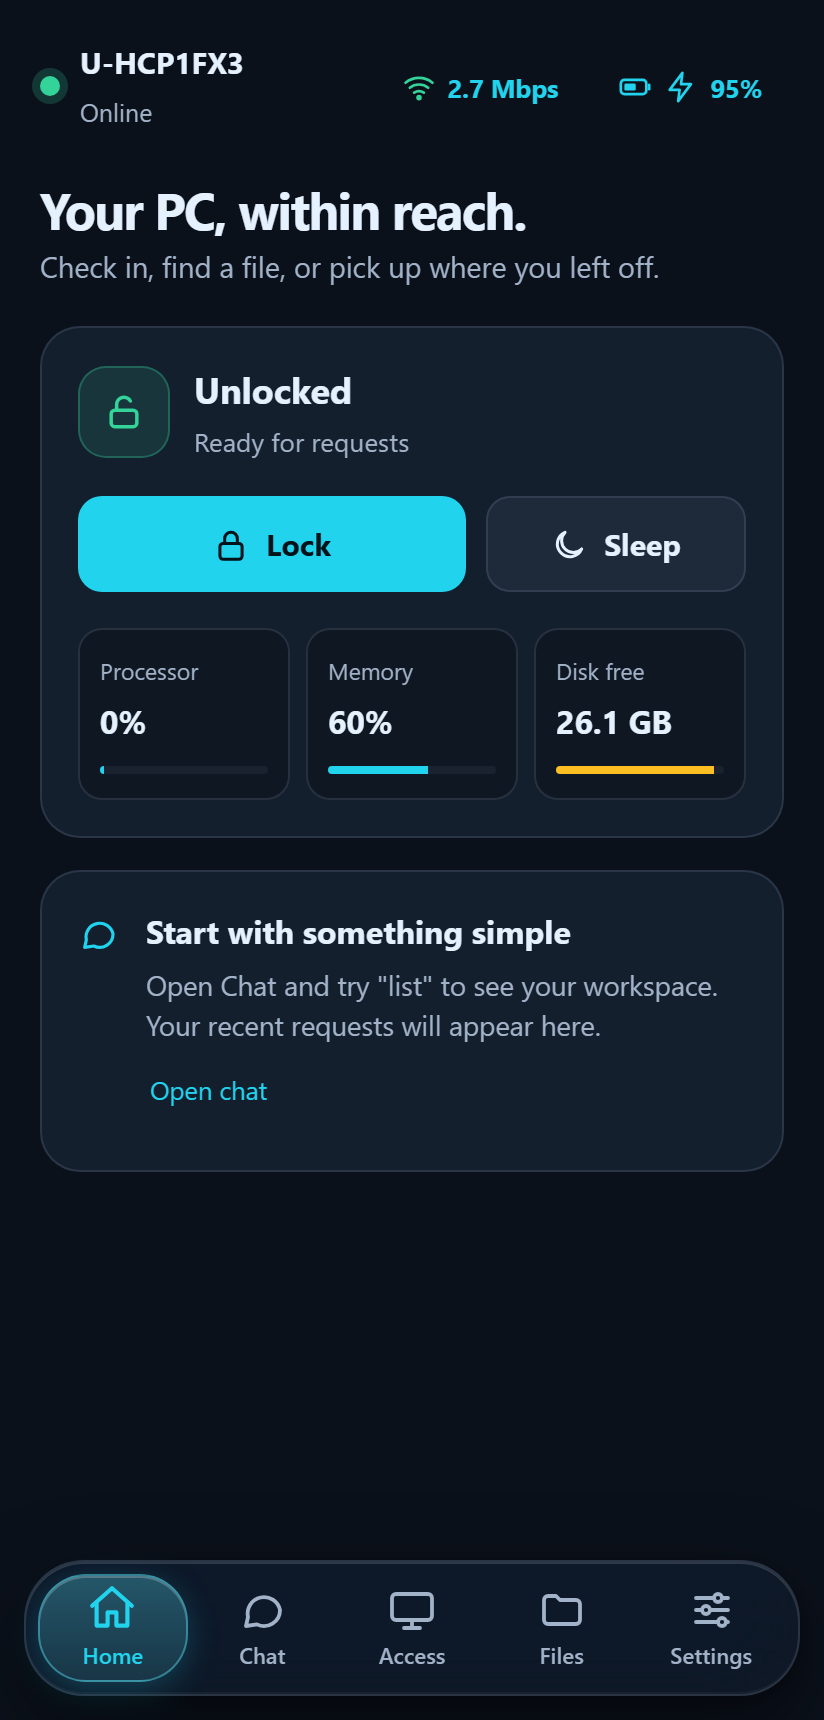 U-HCP1FX3
Online
2.7 Mbps
95%
Your PC, within reach.
Check in, find a file, or pick up where you left off.
Unlocked
Ready for requests
Lock
Sleep
Processor
0%
Memory
60%
Disk free
26.1 GB
Start with something simple
Open Chat and try "list" to see your workspace.
Your recent requests will appear here.
Open chat
Home
Chat
Access
Files
Settings